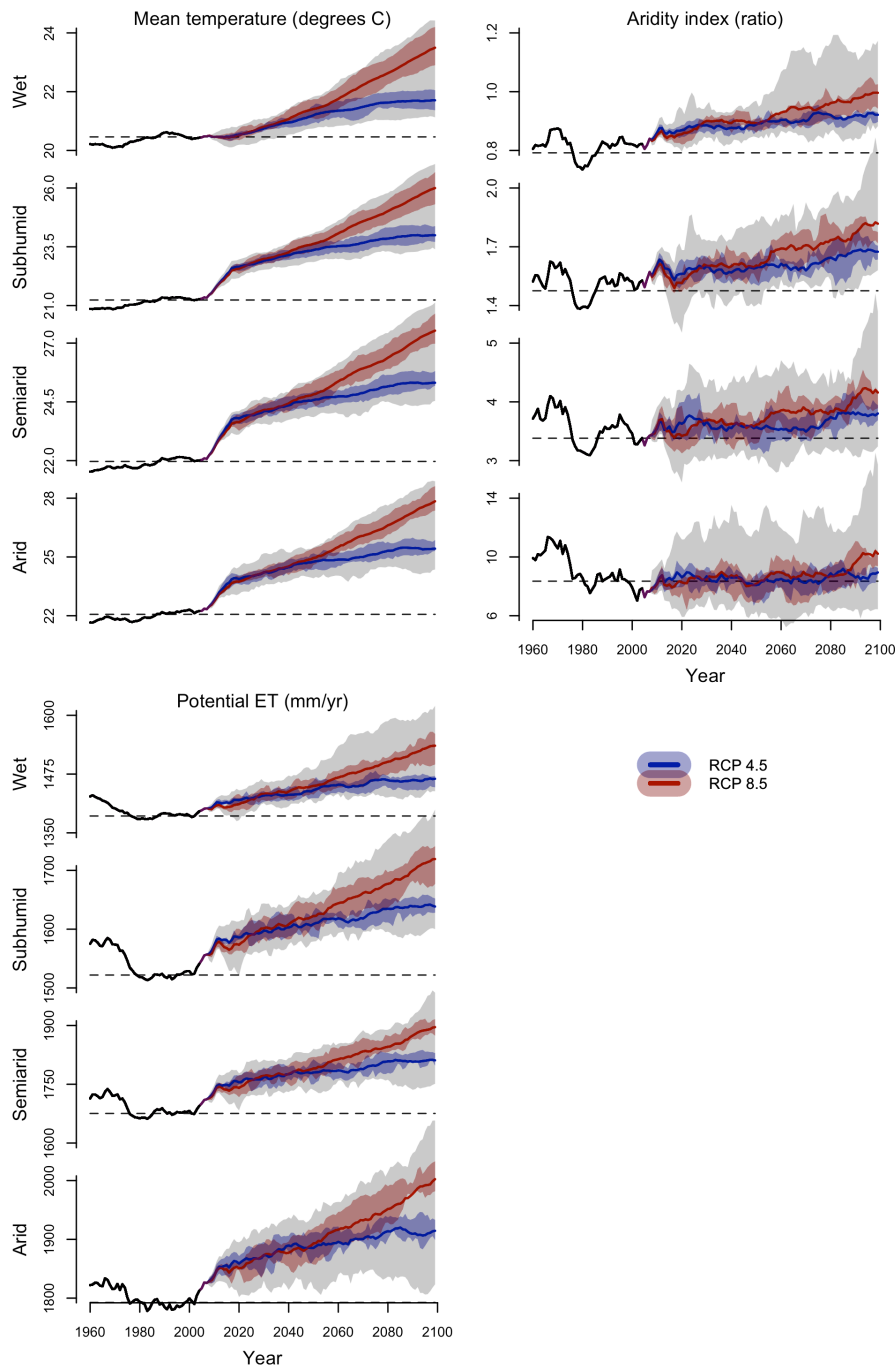 Mean temperature (degrees C)
Wet
24
22
20
Subhumid
26.0
23.5
21.0
Semiarid
27.0
24.5
22.0
Arid
28
25
22
Aridity index (ratio)
1.2
1.0
0.8
2.0
1.7
1.4
5
4
3
14
10
6
1960 1980 2000 2020 2040 2060 2080 2100
Year
Potential ET (mm/yr)
Wet
1600
1475
1350
Subhumid
1700
1600
1500
Semiarid
1900
1750
1600
Arid
2000
1900
1800
1960 1980 2000 2020 2040 2060 2080 2100
Year
RCP 4.5
RCP 8.5